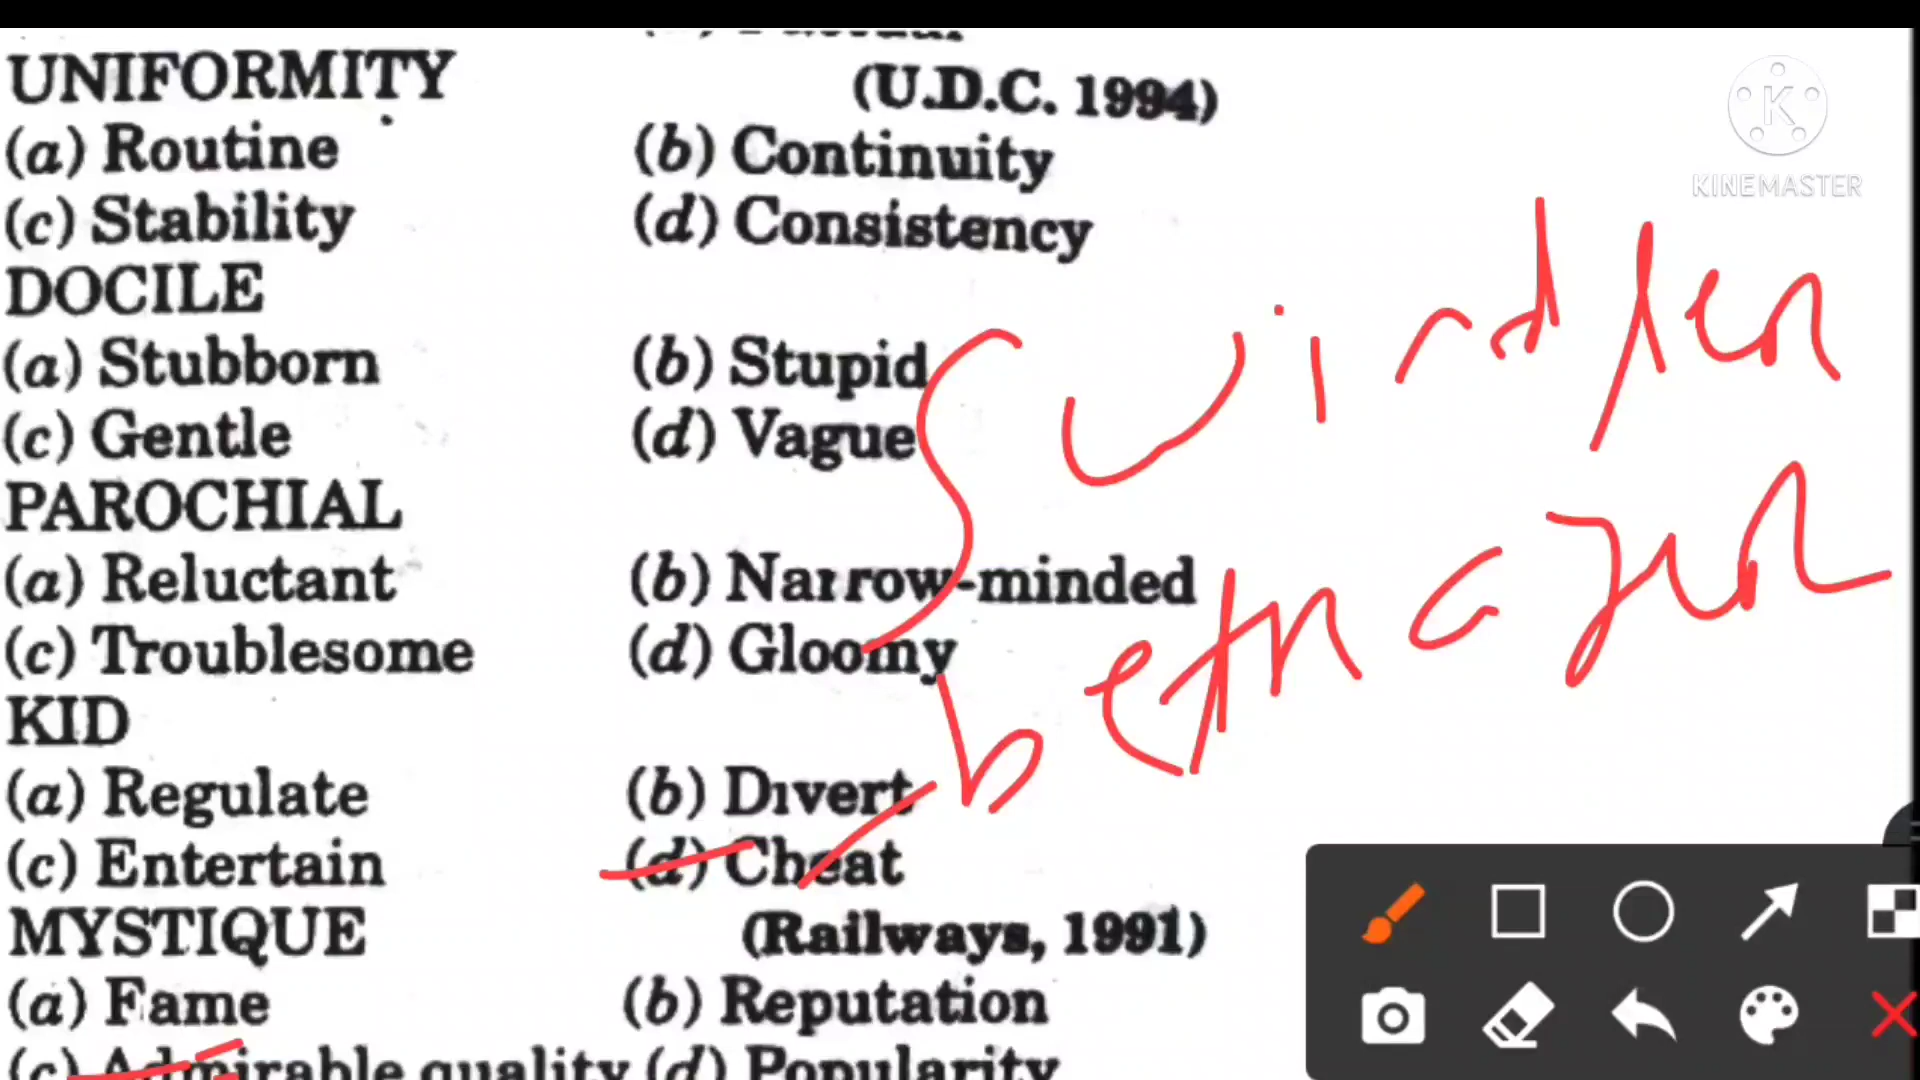 UNIFORMITY (U.D.C. 1994)
(a) Routine (b) Continuity
(c) Stability (d) Consistency
DOCILE
(a) Stubborn (b) Stupid
(c) Gentle (d) Vague
PAROCHIAL
(a) Reluctant (b) Narrow-minded
(c) Troublesome (d) Gloomy
KID
(a) Regulate (b) Divert
(c) Entertain (d) Cheat
MYSTIQUE (Railways, 1991)
(a) Fame (b) Reputation
(c) Admirable quality (d) Popularity
swindler
betrayer
KINEMASTER